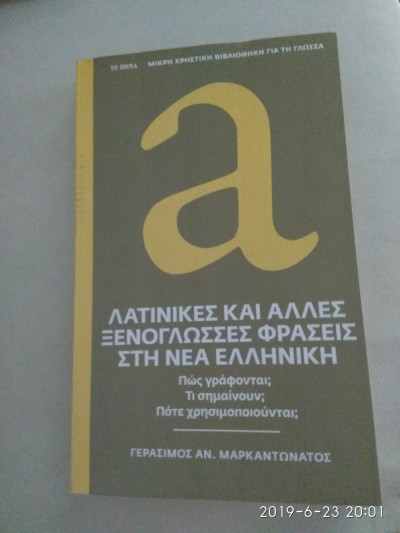 ΤΟ ΒΗΜΑ ΜΙΚΡΗ ΧΡΗΣΤΙΚΗ ΒΙΒΛΙΟΘΗΚΗ ΓΙΑ ΤΗ ΓΛΩΣΣΑ
a
ΛΑΤΙΝΙΚΕΣ ΚΑΙ ΑΛΛΕΣ
ΞΕΝΟΓΛΩΣΣΕΣ ΦΡΑΣΕΙΣ
ΣΤΗ ΝΕΑ ΕΛΛΗΝΙΚΗ
Πώς γράφονται;
Τι σημαίνουν;
Πότε χρησιμοποιούνται;
ΓΕΡΑΣΙΜΟΣ ΑΝ. ΜΑΡΚΑΝΤΩΝΑΤΟΣ
2019-6-23 20:01